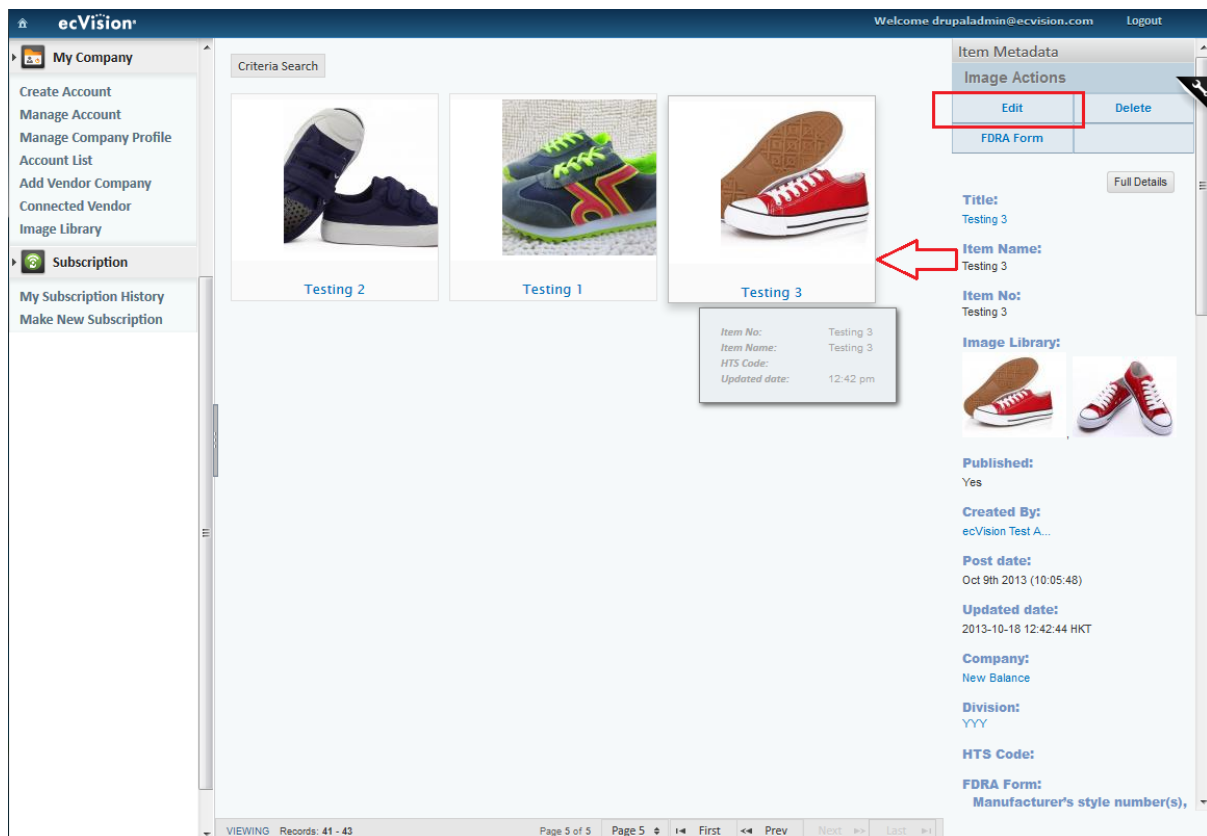 ecVision
Welcome drupaladmin@ecvision.com Logout
My Company
Create Account
Manage Account
Manage Company Profile
Account List
Add Vendor Company
Connected Vendor
Image Library
Subscription
My Subscription History
Make New Subscription
Criteria Search
Testing 2
Testing 1
Testing 3
Item No: Testing 3
Item Name: Testing 3
HTS Code:
Updated date: 12:42 pm
VIEWING Records: 41 - 43
Page 5 of 5 Page 5 First Prev Next Last
Item Metadata
Image Actions
Edit Delete
FDRA Form
Full Details
Title:
Testing 3
Item Name:
Testing 3
Item No:
Testing 3
Image Library:
,
Published:
Yes
Created By:
ecVision Test A...
Post date:
Oct 9th 2013 (10:05:48)
Updated date:
2013-10-18 12:42:44 HKT
Company:
New Balance
Division:
YYY
HTS Code:
FDRA Form:
Manufacturer's style number(s),